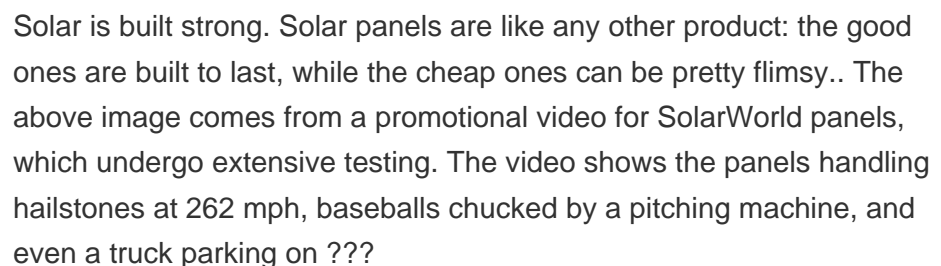 Solar is built strong. Solar panels are like any other product: the good
ones are built to last, while the cheap ones can be pretty flimsy.. The
above image comes from a promotional video for SolarWorld panels,
which undergo extensive testing. The video shows the panels handling
hailstones at 262 mph, baseballs chucked by a pitching machine, and
even a truck parking on ???